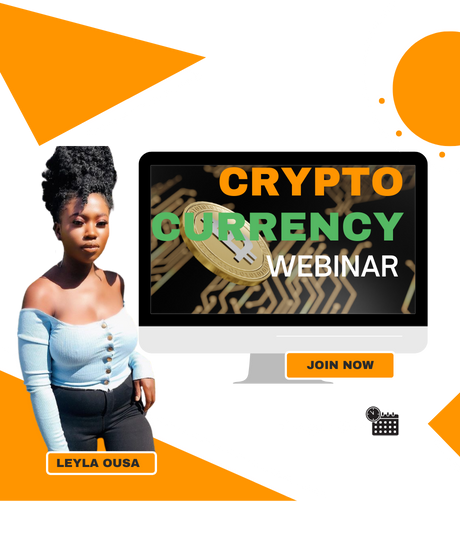 CRYPTO
CURRENCY
WEBINAR
JOIN NOW
LEYLA OUSA